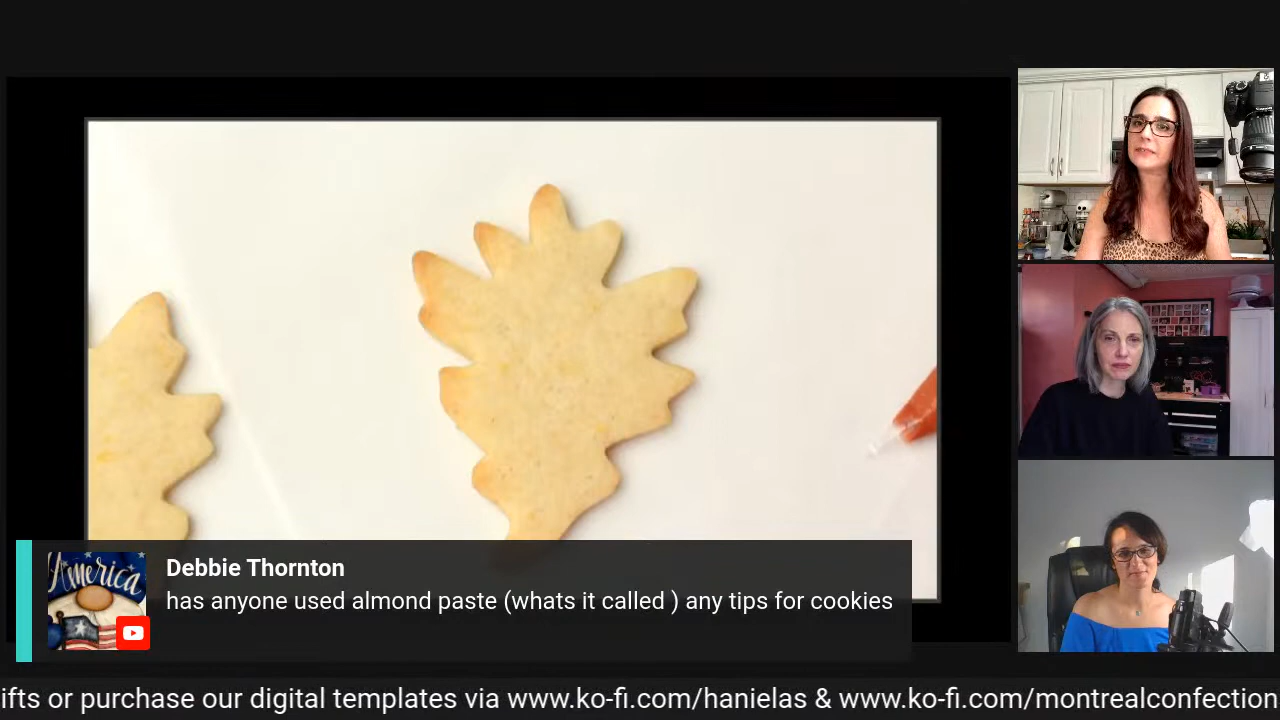 America
Debbie Thornton
has anyone used almond paste (whats it called ) any tips for cookies
ifts or purchase our digital templates via www.ko-fi.com/hanielas & www.ko-fi.com/montrealconfection